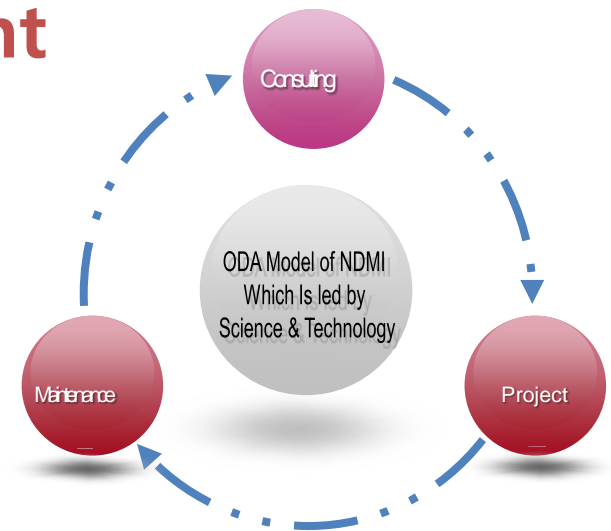 nt
Consulting
ODA Model of NDMI
Which Is led by
Science & Technology
Maintenance
Project